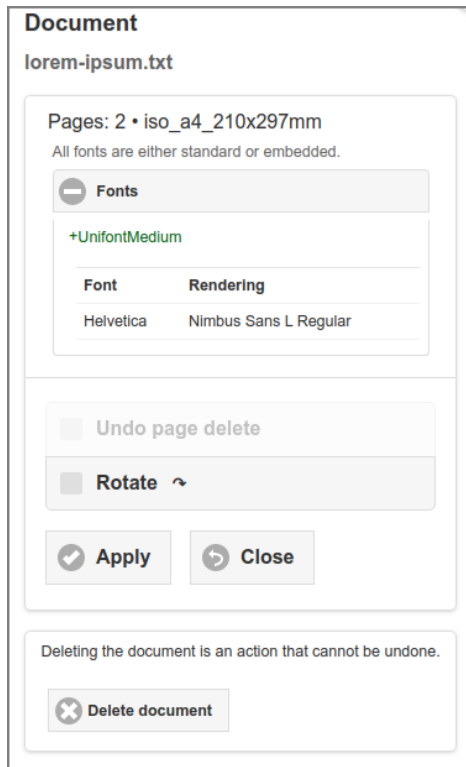 Document
lorem-ipsum.txt
Pages: 2 • iso_a4_210x297mm
All fonts are either standard or embedded.
Fonts
+UnifontMedium
Font Rendering
Helvetica Nimbus Sans L Regular
Undo page delete
Rotate ↷
Apply Close
Deleting the document is an action that cannot be undone.
Delete document